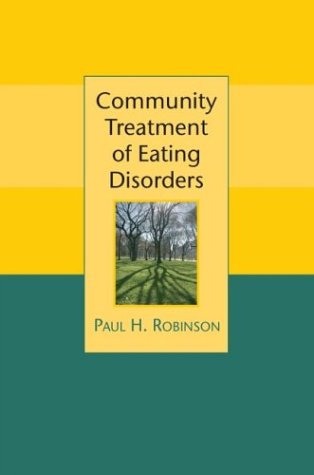 Community
Treatment
of Eating
Disorders
PAUL H. ROBINSON